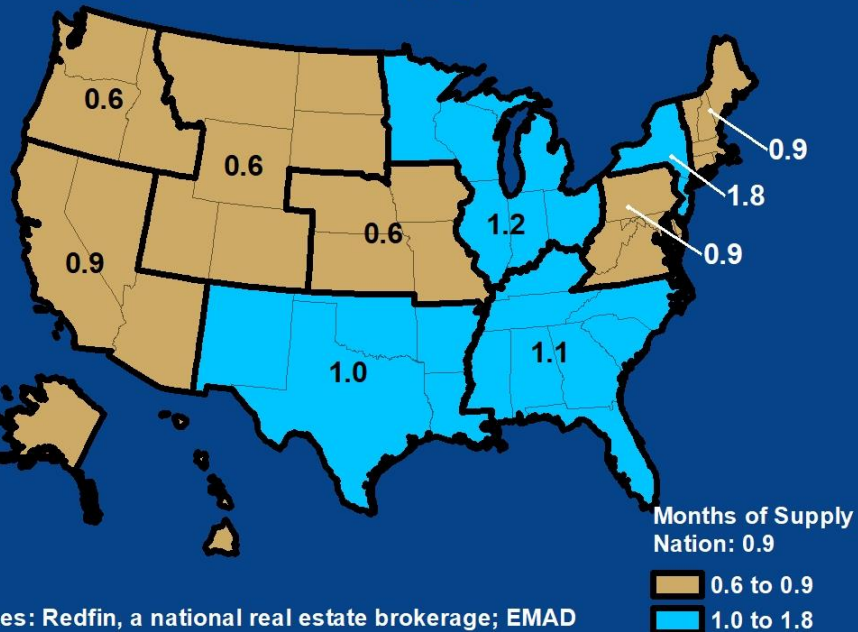 0.6
0.6
0.9
1.8
0.9
0.6
1.2
0.9
1.0
1.1
Months of Supply
Nation: 0.9
0.6 to 0.9
1.0 to 1.8
es: Redfin, a national real estate brokerage; EMAD